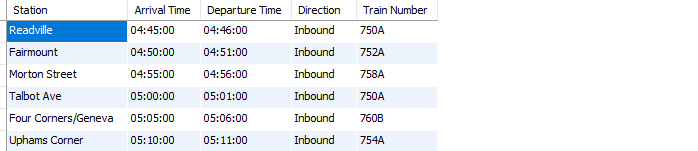 Station Arrival Time Departure Time Direction Train Number
Readville 04:45:00 04:46:00 Inbound 750A
Fairmount 04:50:00 04:51:00 Inbound 752A
Morton Street 04:55:00 04:56:00 Inbound 758A
Talbot Ave 05:00:00 05:01:00 Inbound 750A
Four Corners/Geneva 05:05:00 05:06:00 Inbound 760B
Uphams Corner 05:10:00 05:11:00 Inbound 754A